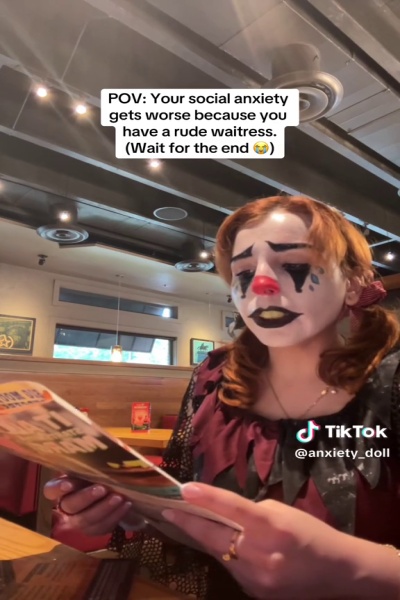 POV: Your social anxiety
gets worse because you
have a rude waitress.
(Wait for the end 😭)
TikTok
@anxiety_doll